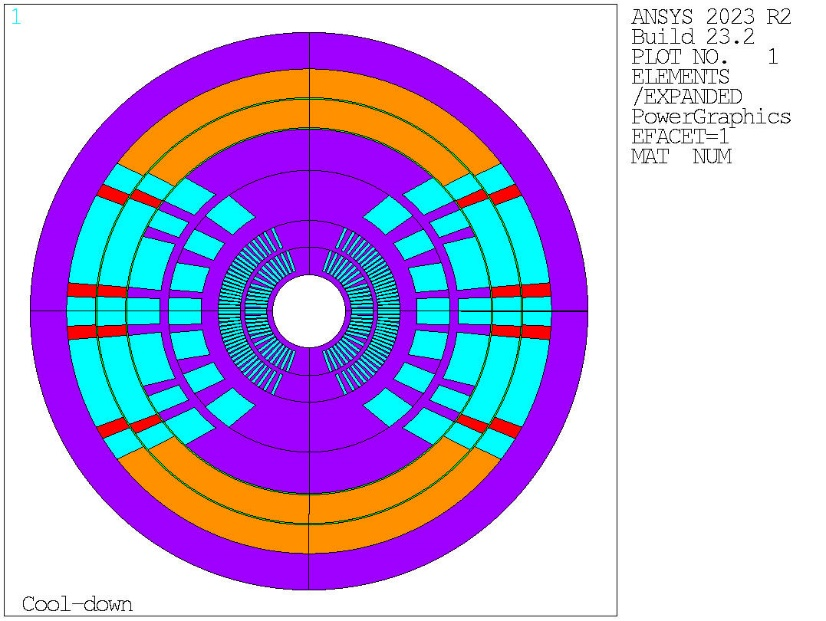 1
ANSYS 2023 R2
Build 23.2
PLOT NO. 1
ELEMENTS
/EXPANDED
PowerGraphics
EFACET=1
MAT NUM
Cool-down